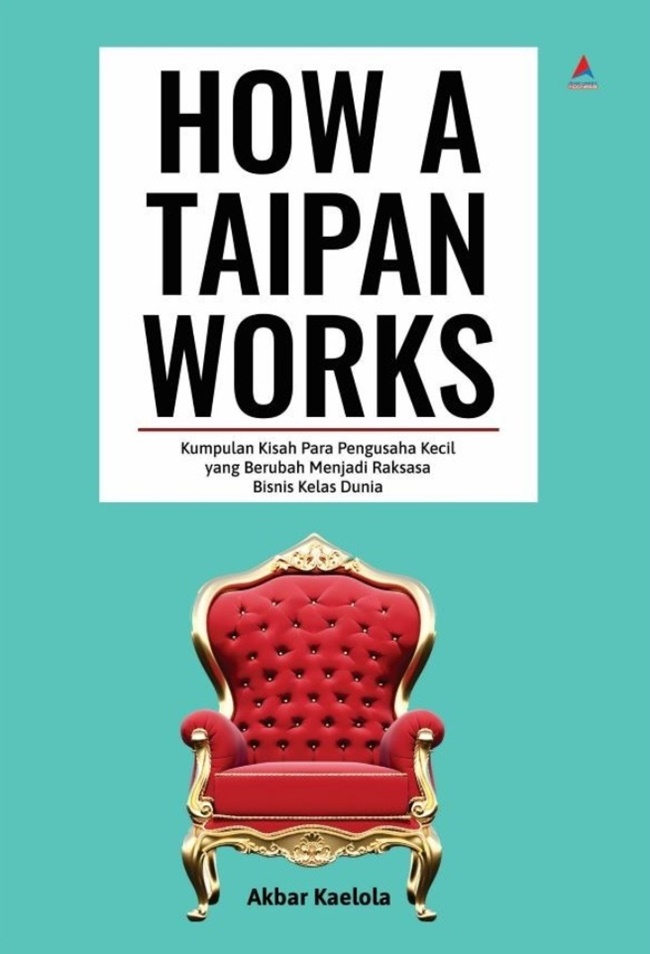 HOW A
TAIPAN
WORKS
Kumpulan Kisah Para Pengusaha Kecil
yang Berubah Menjadi Raksasa
Bisnis Kelas Dunia
Akbar Kaelola